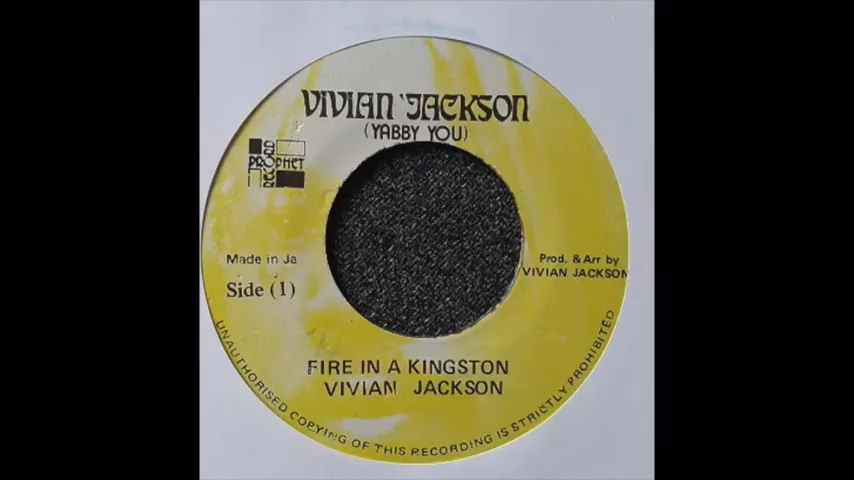 VIVIAN 'JACKSON
(YABBY YOU)
PROPHET
RECORD
Made in Ja
Side (1)
Prod. & Arr by
VIVIAN JACKSON
FIRE IN A KINGSTON
VIVIAN JACKSON
UNAUTHORISED COPYING OF THIS RECORDING IS STRICTLY PROHIBITED